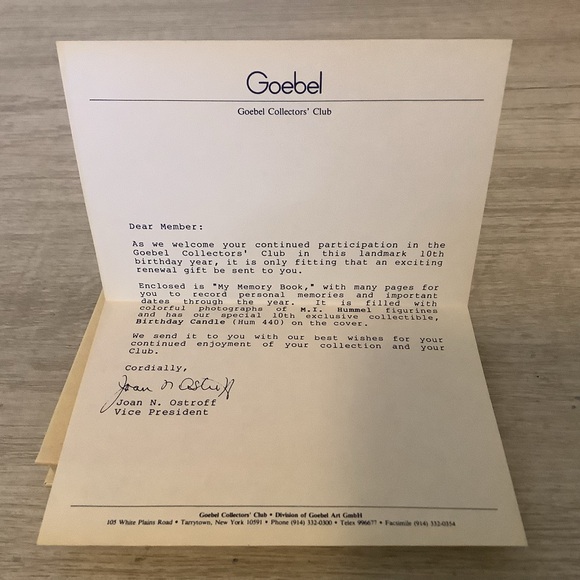 Goebel
Goebel Collectors' Club
Dear Member:
As we welcome your continued participation in the
Goebel Collectors' Club in this landmark 10th
birthday year, it is only fitting that an exciting
renewal gift be sent to you.
Enclosed is "My Memory Book," with many pages for
you to record personal memories and important
dates through the year. It is filled with
colorful photographs of M.I. Hummel figurines
and has our special 10th exclusive collectible,
Birthday Candle (Hum 440) on the cover.
We send it to you with our best wishes for your
continued enjoyment of your collection and your
Club.
Cordially,
Joan N Ostroff
Joan N. Ostroff
Vice President
Goebel Collectors' Club • Division of Goebel Art GmbH
105 White Plains Road • Tarrytown, New York 10591 • Phone (914) 332-0300 • Telex 996677 • Facsimile (914) 332-0334